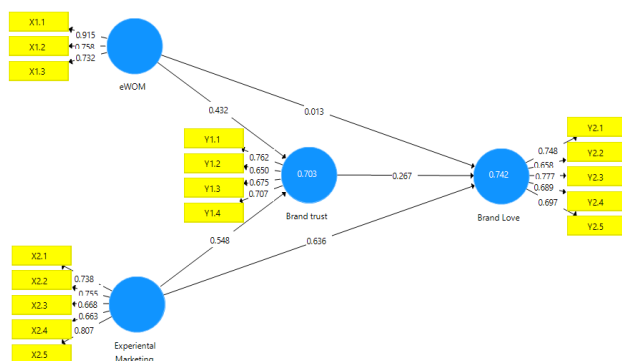 X1.1
0.915
X1.2
0.758
X1.3
0.732
eWOM
0.432
0.013
Y1.1
0.762
Y1.2
0.650
Y1.3
0.675
Y1.4
0.707
0.703
Brand trust
0.267
0.742
Brand Love
Y2.1
0.748
Y2.2
0.658
Y2.3
0.777
Y2.4
0.689
Y2.5
0.697
0.548
0.636
X2.1
0.738
X2.2
0.755
X2.3
0.668
X2.4
0.663
X2.5
0.807
Experiental
Marketing